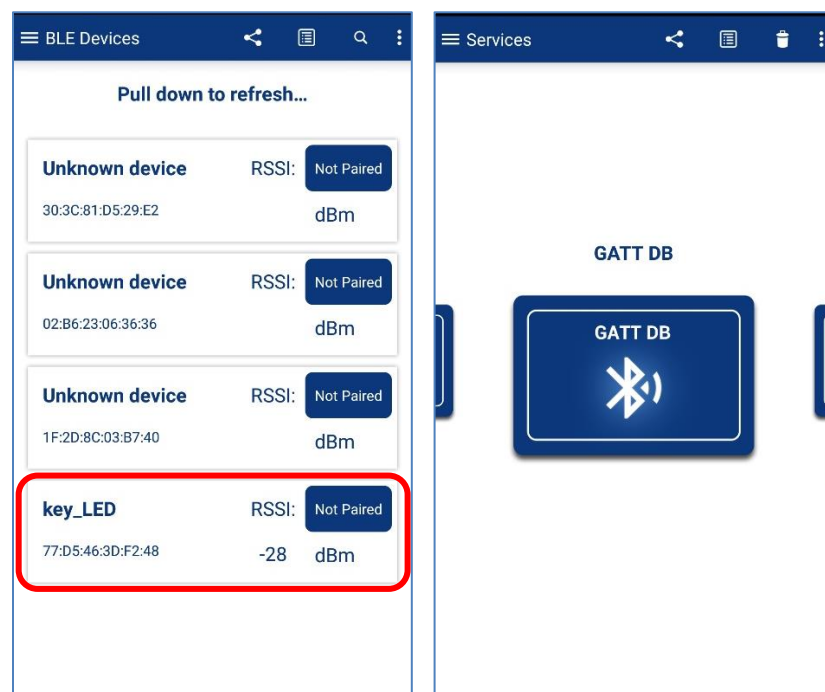 BLE Devices
Pull down to refresh...
Unknown device RSSI: Not Paired
30:3C:81:D5:29:E2 dBm
Unknown device RSSI: Not Paired
02:B6:23:06:36:36 dBm
Unknown device RSSI: Not Paired
1F:2D:8C:03:B7:40 dBm
key_LED RSSI: Not Paired
77:D5:46:3D:F2:48 -28 dBm
Services
GATT DB
GATT DB